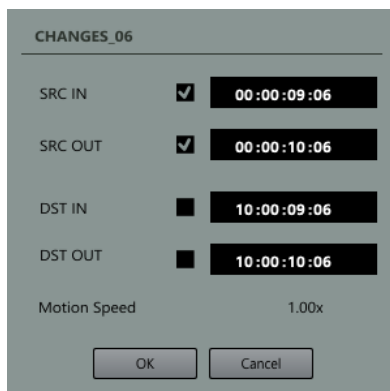 CHANGES_06
SRC IN 00:00:09:06
SRC OUT 00:00:10:06
DST IN 10:00:09:06
DST OUT 10:00:10:06
Motion Speed 1.00x
OK Cancel